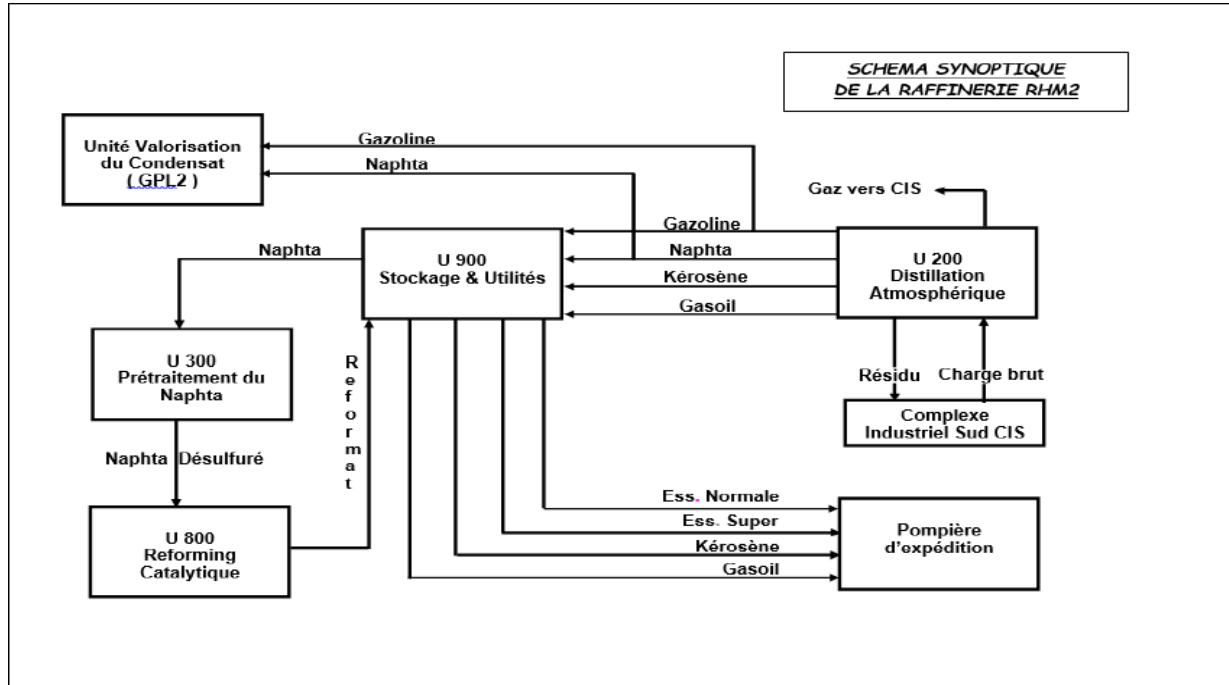 SCHEMA SYNOPTIQUE
DE LA RAFFINERIE RHM2
Unité Valorisation
du Condensat
( GPL2 )
Gazoline
Naphta
Gaz vers CIS
Gazoline
Naphta
Kérosène
Gasoil
U 200
Distillation
Atmosphérique
Naphta
U 900
Stockage & Utilités
U 300
Prétraitement du
Naphta
Reformat
Résidu
Charge brut
Complexe
Industriel Sud CIS
Naphta Désulfuré
U 800
Reforming
Catalytique
Ess. Normale
Ess. Super
Kérosène
Gasoil
Pompière
d'expédition